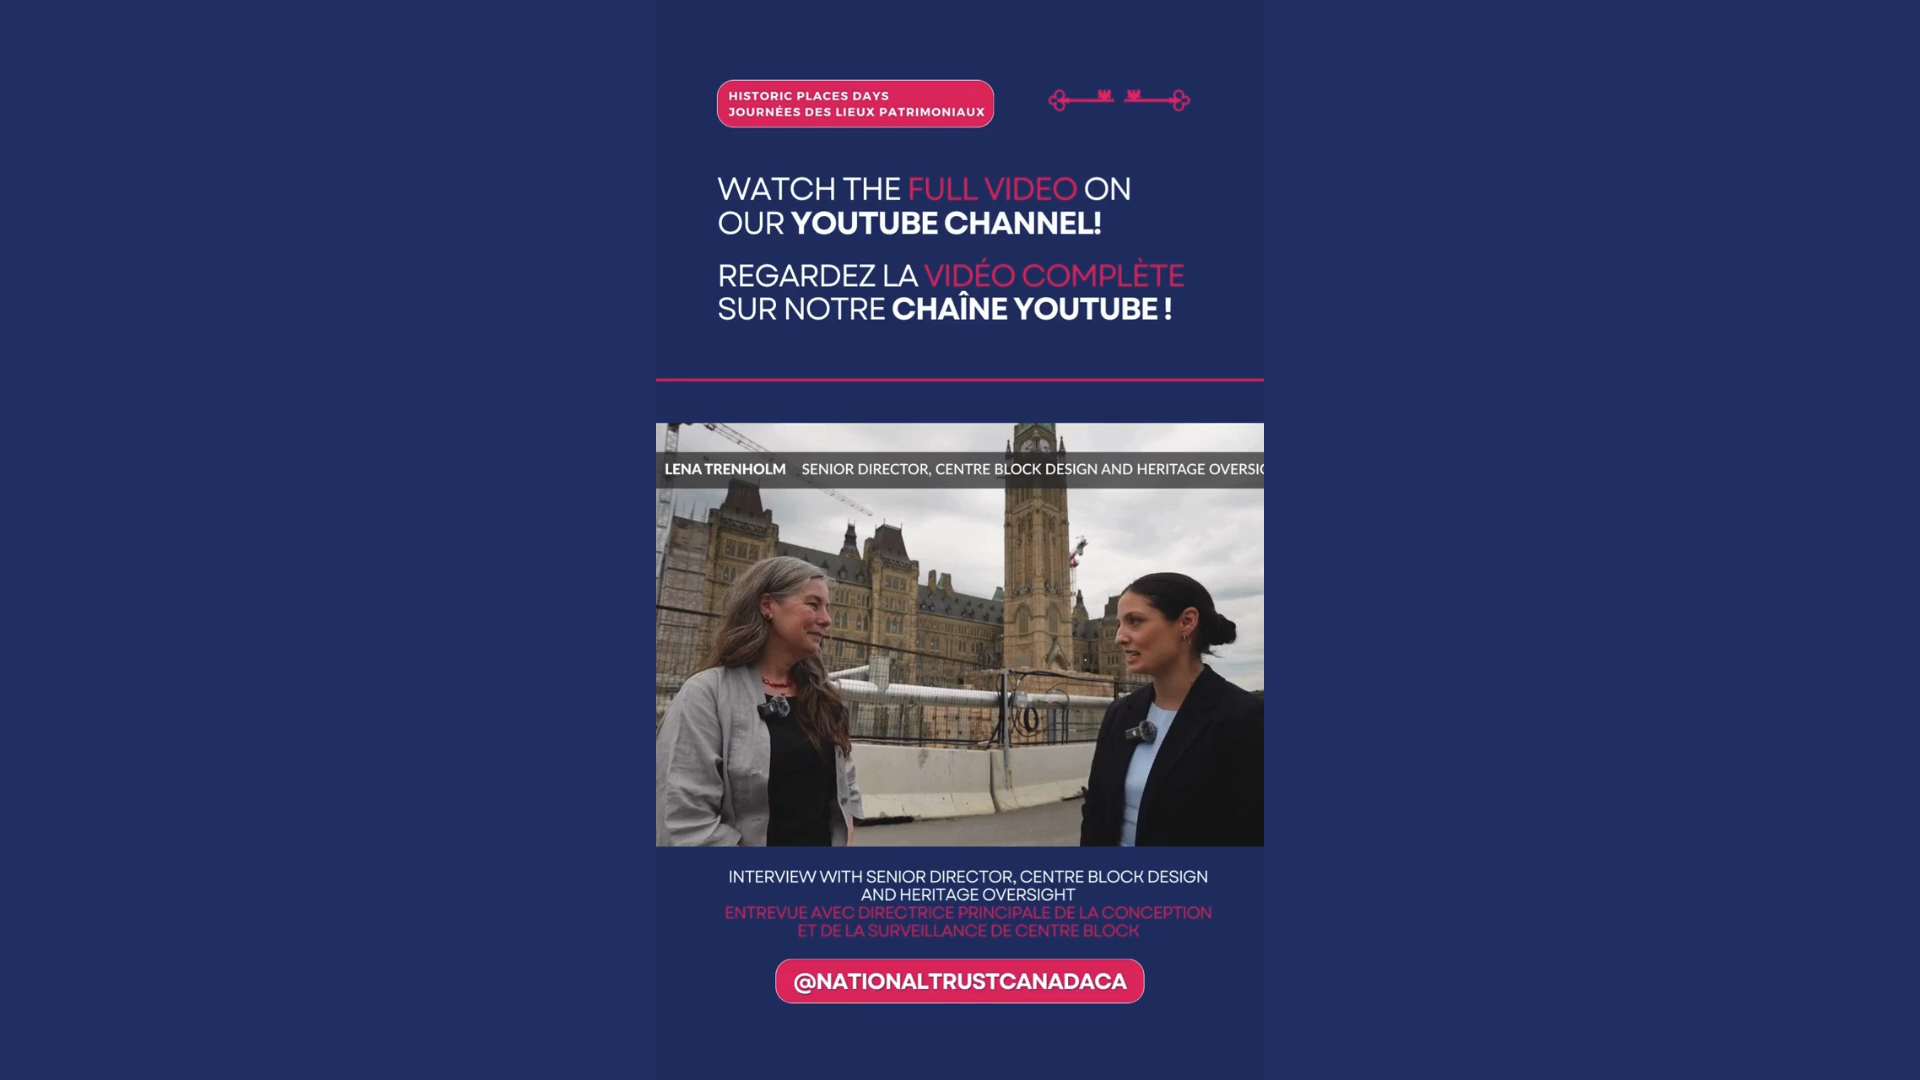 HISTORIC PLACES DAYS
JOURNÉES DES LIEUX PATRIMONIAUX
WATCH THE FULL VIDEO ON
OUR YOUTUBE CHANNEL!
REGARDEZ LA VIDÉO COMPLÈTE
SUR NOTRE CHAÎNE YOUTUBE !
LENA TRENHOLM SENIOR DIRECTOR, CENTRE BLOCK DESIGN AND HERITAGE
INTERVIEW WITH SENIOR DIRECTOR, CENTRE BLOCK DESIGN
AND HERITAGE OVERSIGHT
ENTREVUE AVEC DIRECTRICE PRINCIPALE DE LA CONCEPTION
ET DE LA SURVEILLANCE DE CENTRE BLOCK
@NATIONALTRUSTCANADACA